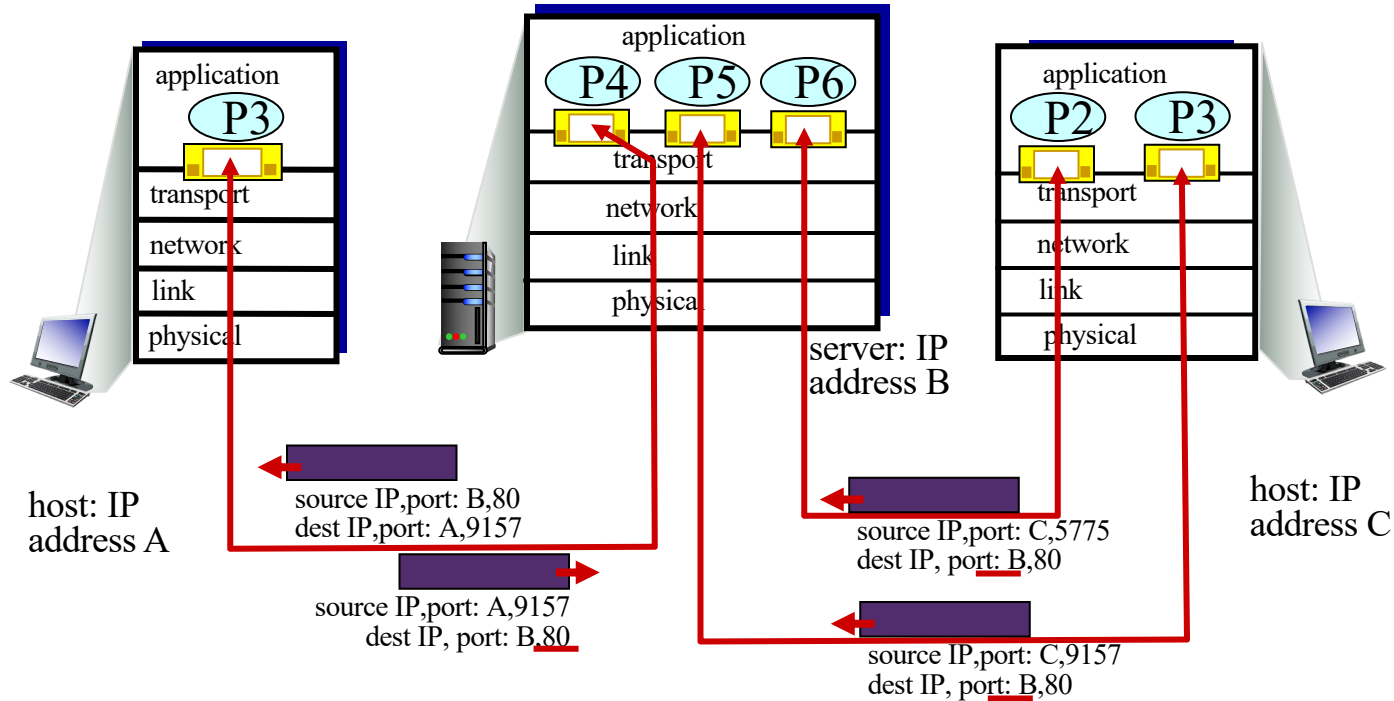 application
P3
transport
network
link
physical
host: IP
address A
application
P4 P5 P6
transport
network
link
physical
server: IP
address B
application
P2 P3
transport
network
link
physical
host: IP
address C
source IP,port: B,80
dest IP,port: A,9157
source IP,port: A,9157
dest IP, port: B,80
source IP,port: C,5775
dest IP, port: B,80
source IP,port: C,9157
dest IP, port: B,80